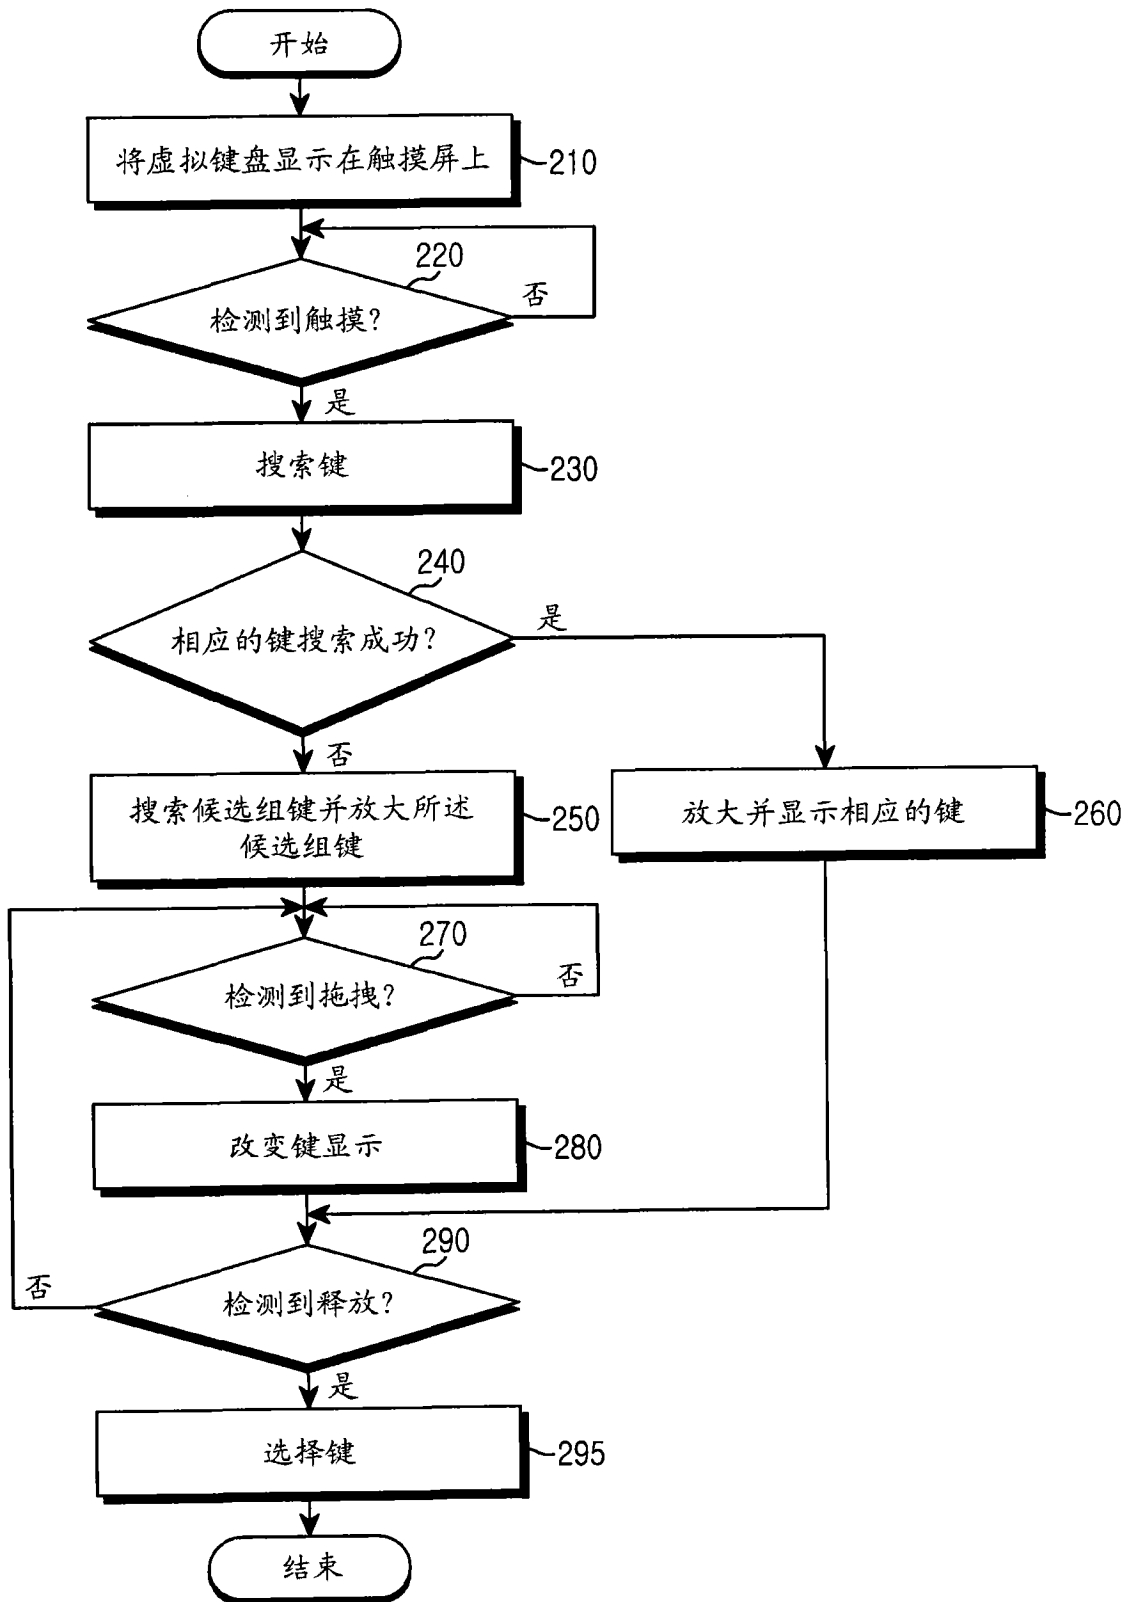 开始
将虚拟键盘显示在触摸屏上
210
220
检测到触摸?
否
是
搜索键
230
240
相应的键搜索成功?
是
否
搜索候选组键并放大所述
候选组键
250
放大并显示相应的键
260
270
检测到拖拽?
否
是
改变键显示
280
290
检测到释放?
否
是
选择键
295
结束